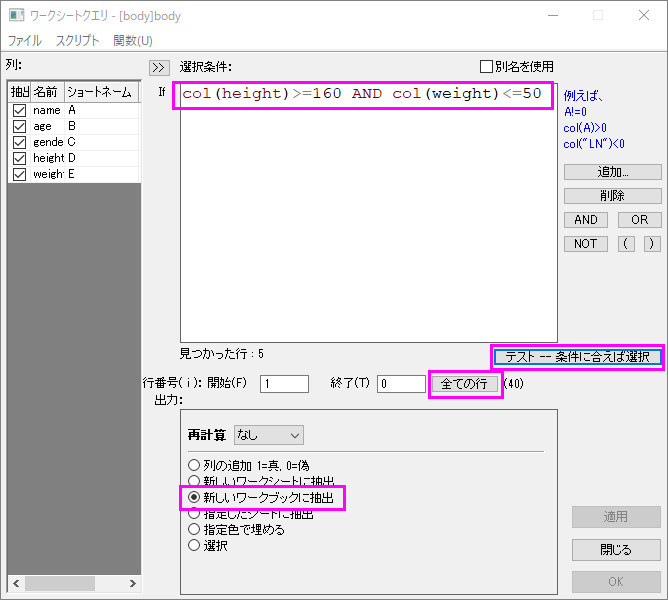 ワークシートクエリ - [body]body
ファイル スクリプト 関数(U)
列:
抽出 名前 ショートネーム
name A
age B
gende C
height D
weigh E
>>
選択条件:
別名を使用
If
col(height)>=160 AND col(weight)<=50
例えば、
A!=0
col(A)>0
col("LN")<0
追加...
削除
AND OR
NOT ( )
見つかった行 : 5
テスト -- 条件に合えば選択
行番号( i ): 開始(F) 1 終了(T) 0 全ての行 (40)
出力:
再計算 なし
列の追加 1=真, 0=偽
新しいワークシートに抽出
新しいワークブックに抽出
指定したシートに抽出
指定色で埋める
選択
適用
閉じる
OK